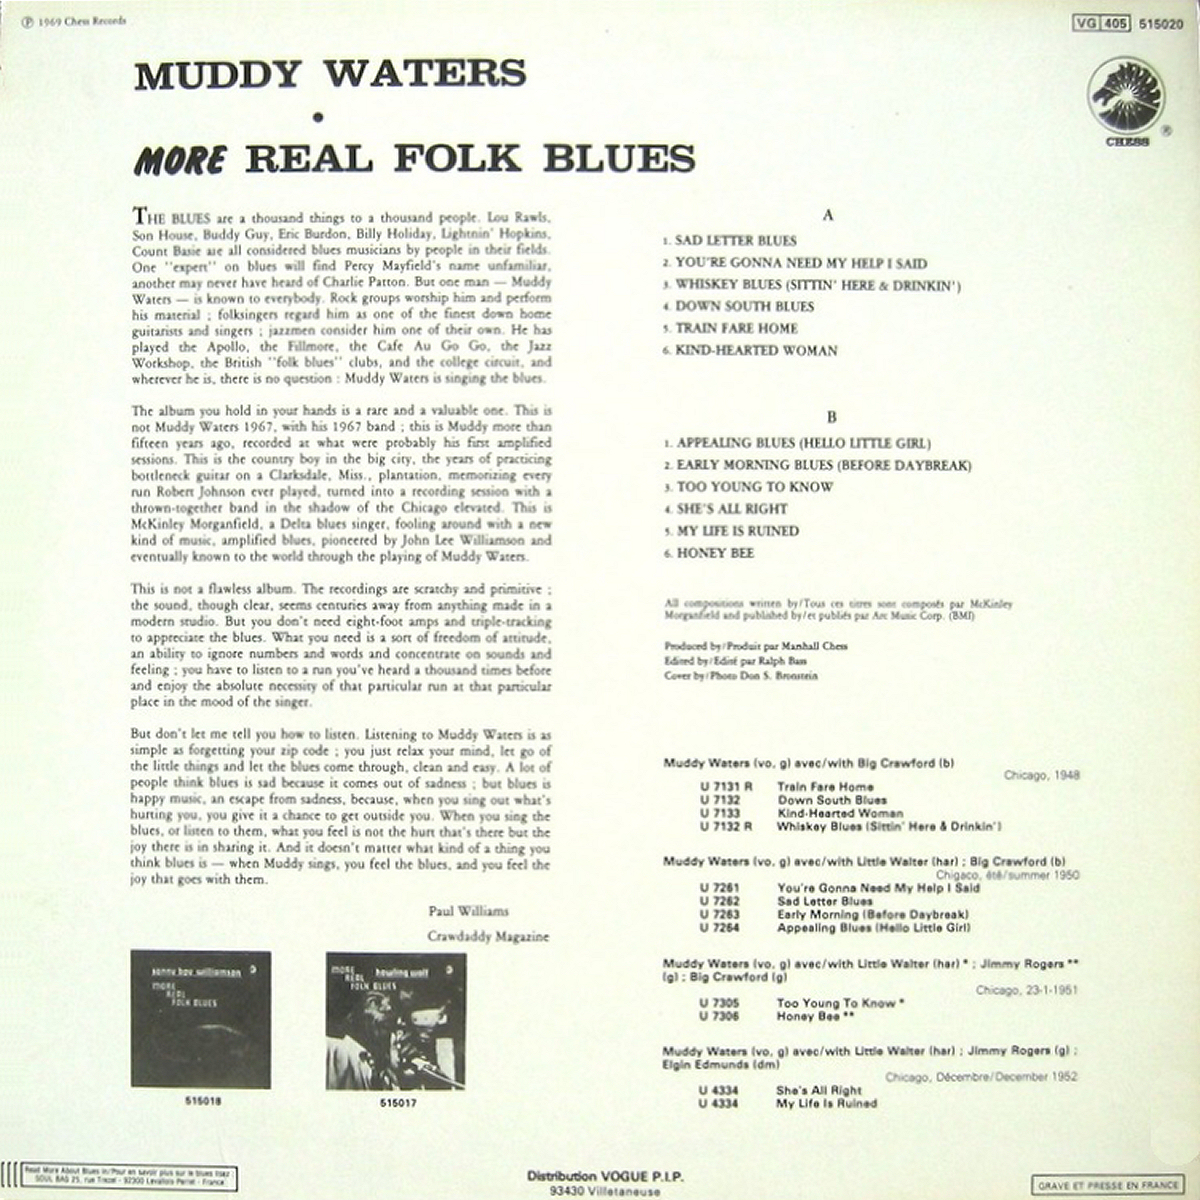 ℗ 1969 Chess Records
VG 405 515020
MUDDY WATERS
•
MORE REAL FOLK BLUES
CHESS ®
THE BLUES are a thousand things to a thousand people. Lou Rawls,
Son House, Buddy Guy, Eric Burdon, Billy Holiday, Lightnin' Hopkins,
Count Basie are all considered blues musicians by people in their fields.
One "expert" on blues will find Percy Mayfield's name unfamiliar,
another may never have heard of Charlie Patton. But one man — Muddy
Waters — is known to everybody. Rock groups worship him and perform
his material ; folksingers regard him as one of the finest down home
guitarists and singers ; jazzmen consider him one of their own. He has
played the Apollo, the Fillmore, the Cafe Au Go Go, the Jazz
Workshop, the British "folk blues" clubs, and the college circuit, and
wherever he is, there is no question : Muddy Waters is singing the blues.
The album you hold in your hands is a rare and a valuable one. This is
not Muddy Waters 1967, with his 1967 band ; this is Muddy more than
fifteen years ago, recorded at what were probably his first amplified
sessions. This is the country boy in the big city, the years of practicing
bottleneck guitar on a Clarksdale, Miss., plantation, memorizing every
run Robert Johnson ever played, turned into a recording session with a
thrown-together band in the shadow of the Chicago elevated. This is
McKinley Morganfield, a Delta blues singer, fooling around with a new
kind of music, amplified blues, pioneered by John Lee Williamson and
eventually known to the world through the playing of Muddy Waters.
This is not a flawless album. The recordings are scratchy and primitive ;
the sound, though clear, seems centuries away from anything made in a
modern studio. But you don't need eight-foot amps and triple-tracking
to appreciate the blues. What you need is a sort of freedom of attitude,
an ability to ignore numbers and words and concentrate on sounds and
feeling ; you have to listen to a run you've heard a thousand times before
and enjoy the absolute necessity of that particular run at that particular
place in the mood of the singer.
But don't let me tell you how to listen. Listening to Muddy Waters is as
simple as forgetting your zip code ; you just relax your mind, let go of
the little things and let the blues come through, clean and easy. A lot of
people think blues is sad because it comes out of sadness ; but blues is
happy music, an escape from sadness, because, when you sing out what's
hurting you, you give it a chance to get outside you. When you sing the
blues, or listen to them, what you feel is not the hurt that's there but the
joy there is in sharing it. And it doesn't matter what kind of a thing you
think blues is — when Muddy sings, you feel the blues, and you feel the
joy that goes with them.
Paul Williams
Crawdaddy Magazine
sonny boy williamson
MORE
REAL
FOLK BLUES
515018
MORE howling wolf
REAL
FOLK BLUES
515017
A
1. SAD LETTER BLUES
2. YOU'RE GONNA NEED MY HELP I SAID
3. WHISKEY BLUES (SITTIN' HERE & DRINKIN')
4. DOWN SOUTH BLUES
5. TRAIN FARE HOME
6. KIND-HEARTED WOMAN
B
1. APPEALING BLUES (HELLO LITTLE GIRL)
2. EARLY MORNING BLUES (BEFORE DAYBREAK)
3. TOO YOUNG TO KNOW
4. SHE'S ALL RIGHT
5. MY LIFE IS RUINED
6. HONEY BEE
All compositions written by/Tous ces titres sont composés par McKinley
Morganfield and published by/et publiés par Arc Music Corp. (BMI)
Produced by/Produit par Marshall Chess
Edited by/Edité par Ralph Bass
Cover by/Photo Don S. Bronstein
Muddy Waters (vo, g) avec/with Big Crawford (b)
Chicago, 1948
U 7131 R Train Fare Home
U 7132 Down South Blues
U 7133 Kind-Hearted Woman
U 7132 R Whiskey Blues (Sittin' Here & Drinkin')
Muddy Waters (vo, g) avec/with Little Walter (har) ; Big Crawford (b)
Chigaco, été/summer 1950
U 7261 You're Gonna Need My Help I Said
U 7262 Sad Letter Blues
U 7263 Early Morning (Before Daybreak)
U 7264 Appealing Blues (Hello Little Girl)
Muddy Waters (vo, g) avec/with Little Walter (har) * ; Jimmy Rogers **
(g) ; Big Crawford (g)
Chicago, 23-1-1951
U 7305 Too Young To Know *
U 7306 Honey Bee **
Muddy Waters (vo, g) avec/with Little Walter (har) ; Jimmy Rogers (g) ;
Elgin Edmunds (dm)
Chicago, Décembre/December 1952
U 4334 She's All Right
U 4334 My Life Is Ruined
Read More About Blues in/Pour en savoir plus sur le blues lisez :
SOUL BAG 25, rue Trezel - 92300 Levallois Perret - France
Distribution VOGUE P.I.P.
93430 Villetaneuse
GRAVE ET PRESSE EN FRANCE